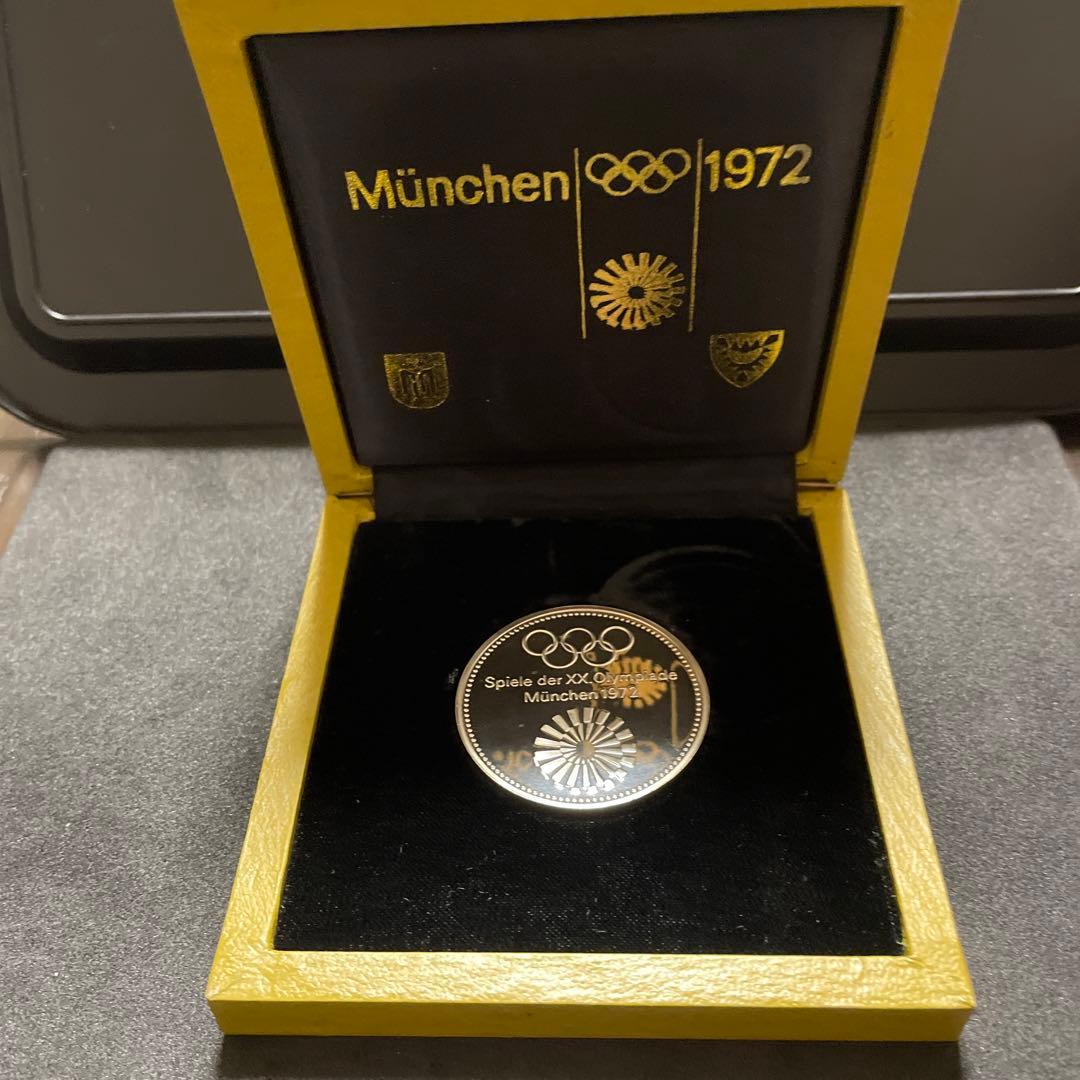 München 1972
Spiele der XX. Olympiade
München 1972